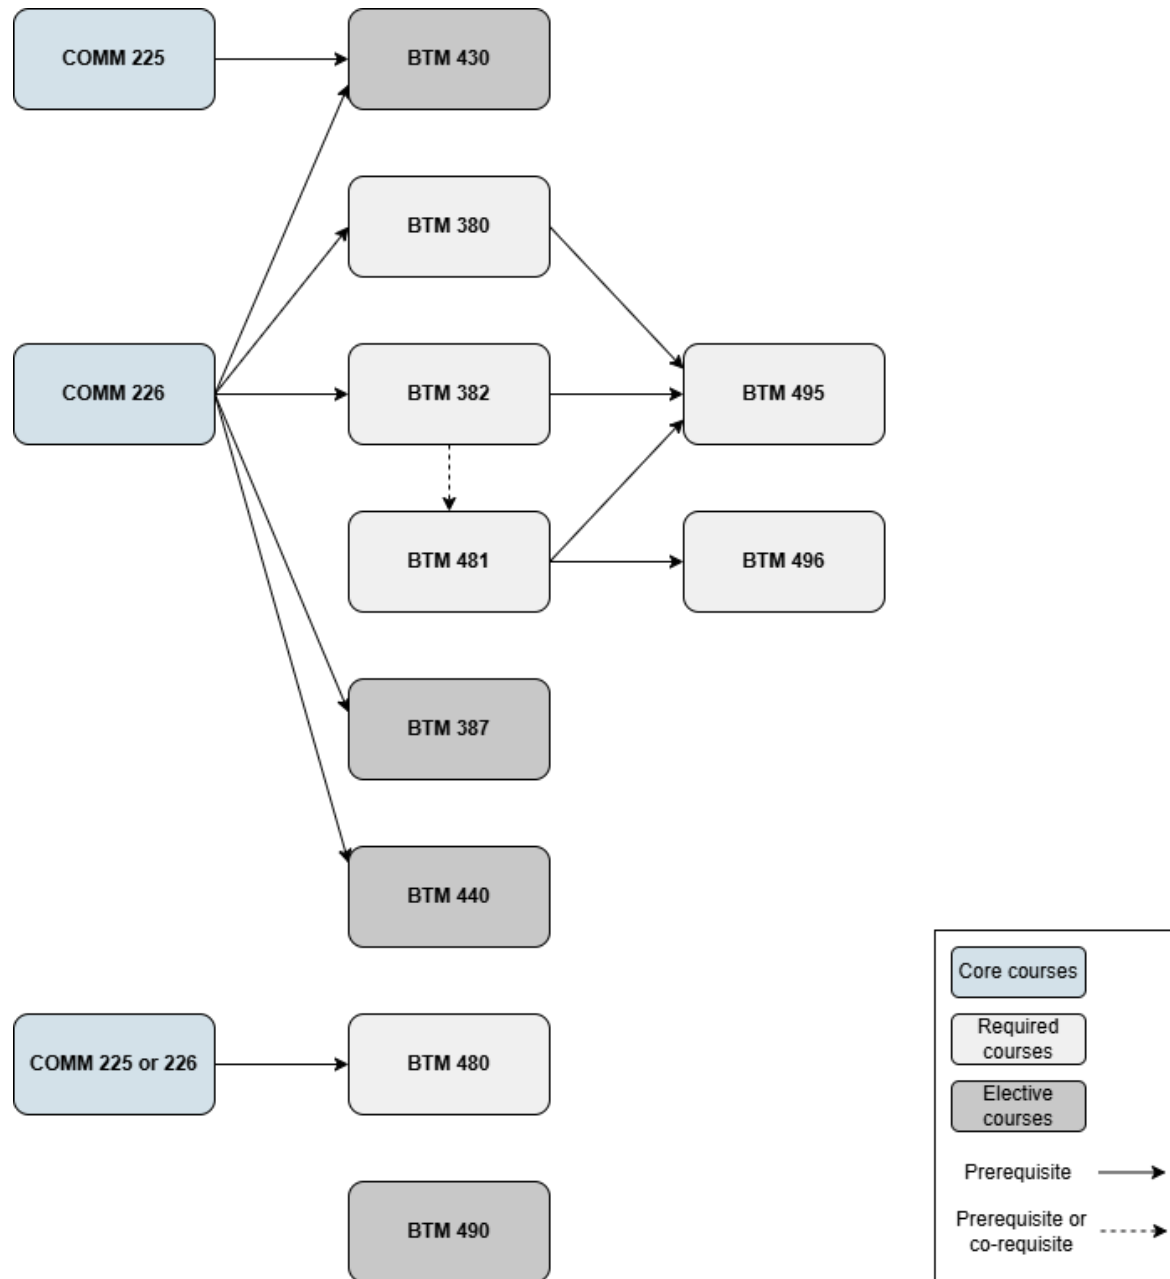 COMM 225
BTM 430
BTM 380
COMM 226
BTM 382
BTM 495
BTM 481
BTM 496
BTM 387
BTM 440
COMM 225 or 226
BTM 480
BTM 490
Core courses
Required
courses
Elective
courses
Prerequisite
Prerequisite or
co-requisite